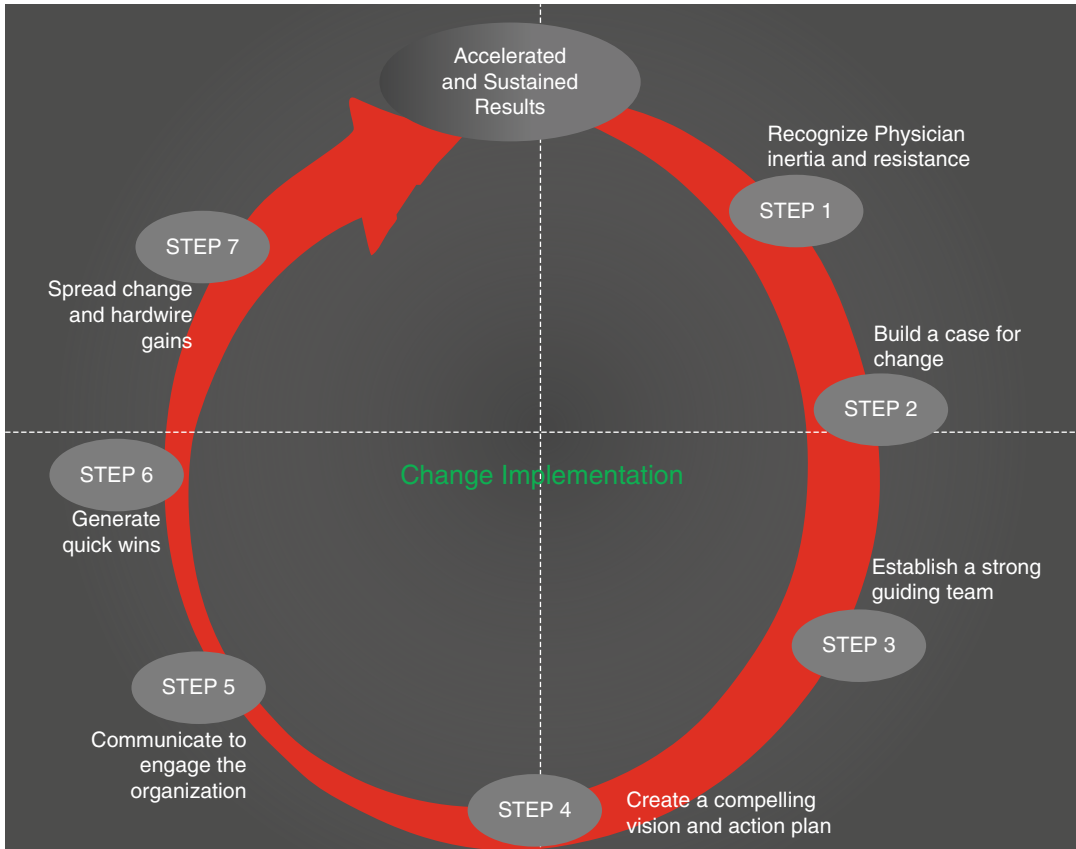 Accelerated
and Sustained
Results
Recognize Physician
inertia and resistance
STEP 1
Build a case for
change
STEP 2
Establish a strong
guiding team
STEP 3
Create a compelling
vision and action plan
STEP 4
STEP 5
Communicate to
engage the
organization
STEP 6
Generate
quick wins
STEP 7
Spread change
and hardwire
gains
Change Implementation